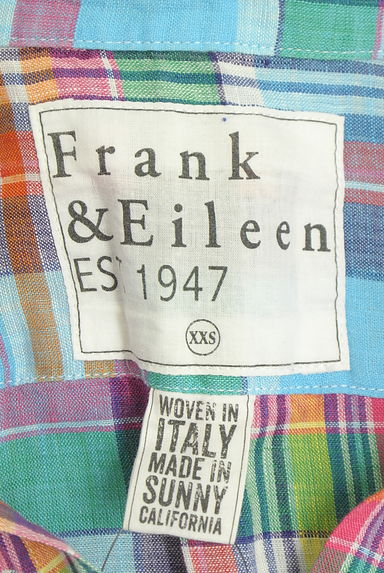 Frank
&Eileen
EST 1947
XXS
WOVEN IN
ITALY
MADE IN
SUNNY
CALIFORNIA